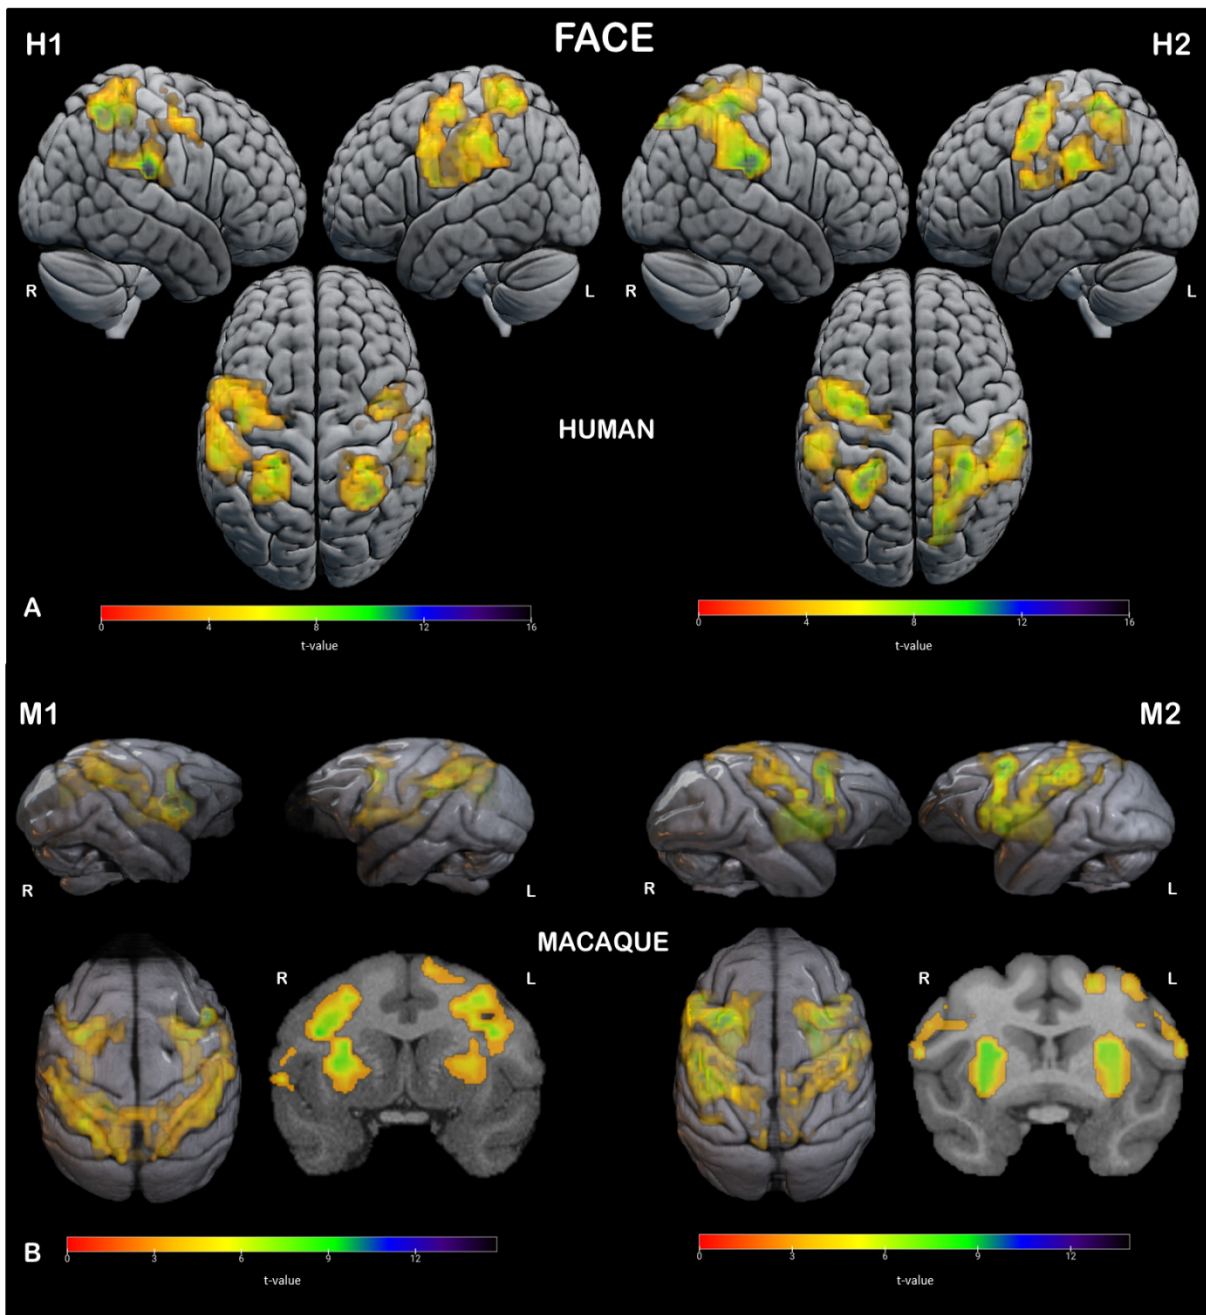 H1 FACE H2
R L R L
HUMAN
A
0 4 8 12 16
t-value
0 4 8 12 16
t-value
M1 M2
R L R L
MACAQUE
R L R L
B
0 3 6 9 12
t-value
0 3 6 9 12
t-value